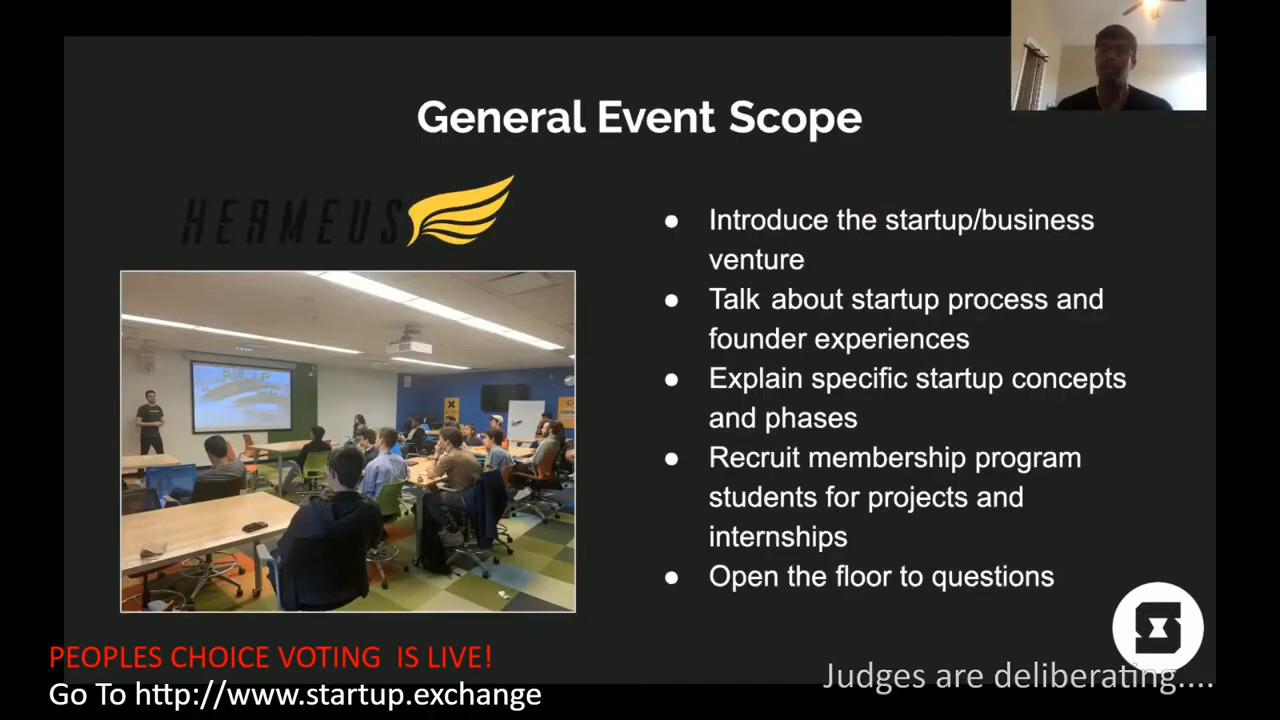 General Event Scope
HERMEUS
● Introduce the startup/business
venture
● Talk about startup process and
founder experiences
● Explain specific startup concepts
and phases
● Recruit membership program
students for projects and
internships
● Open the floor to questions
PEOPLES CHOICE VOTING IS LIVE!
Go To http://www.startup.exchange
Judges are deliberating....